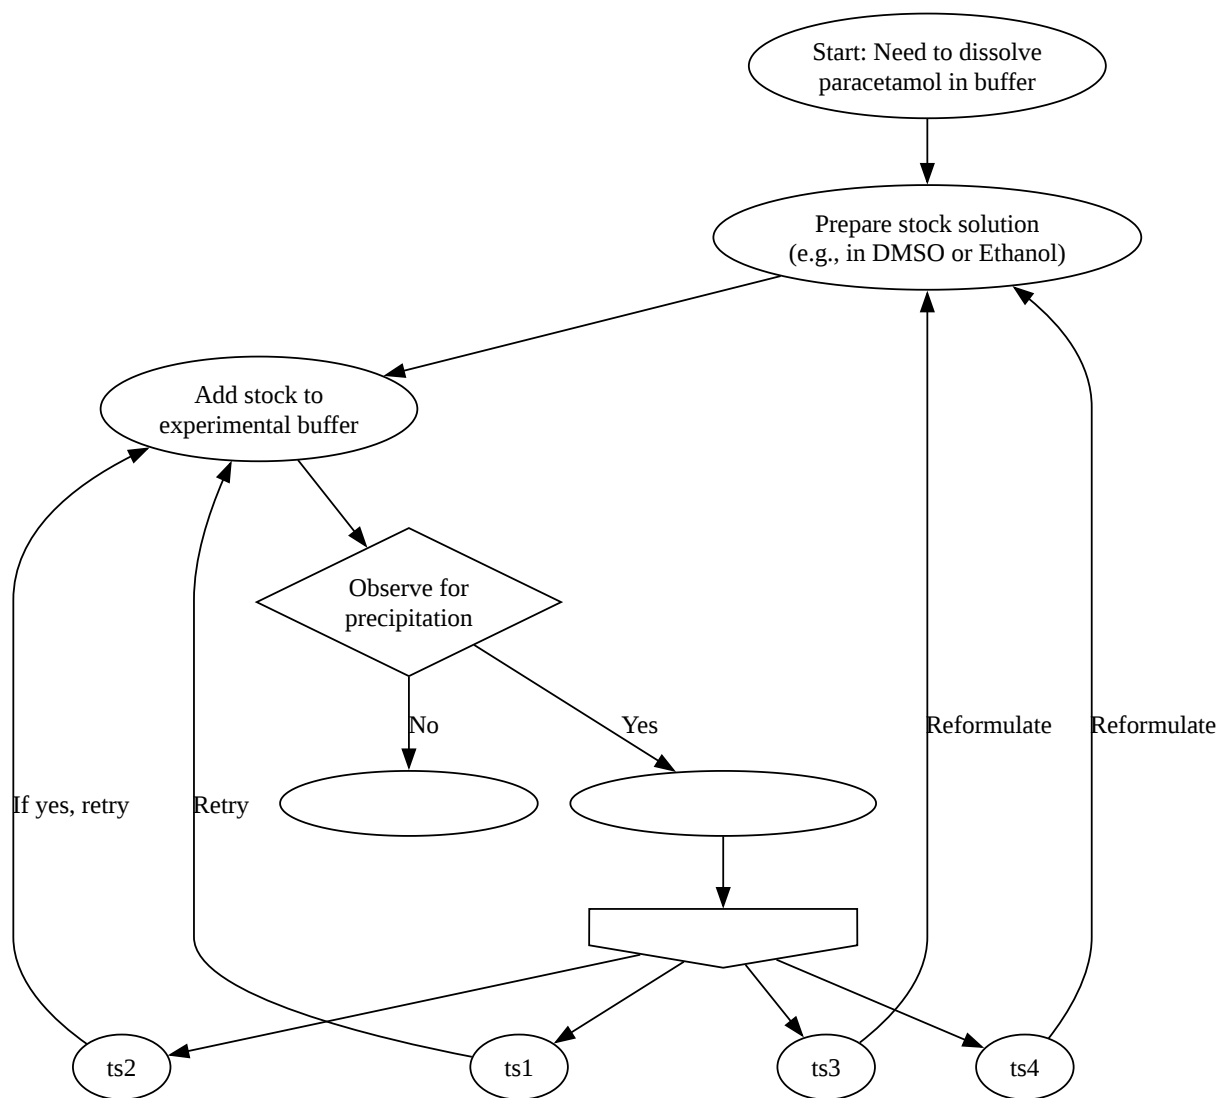 Start: Need to dissolve
paracetamol in buffer
Prepare stock solution
(e.g., in DMSO or Ethanol)
Add stock to
experimental buffer
Observe for
precipitation
No
Yes
Reformulate
Reformulate
If yes, retry
Retry
ts2
ts1
ts3
ts4